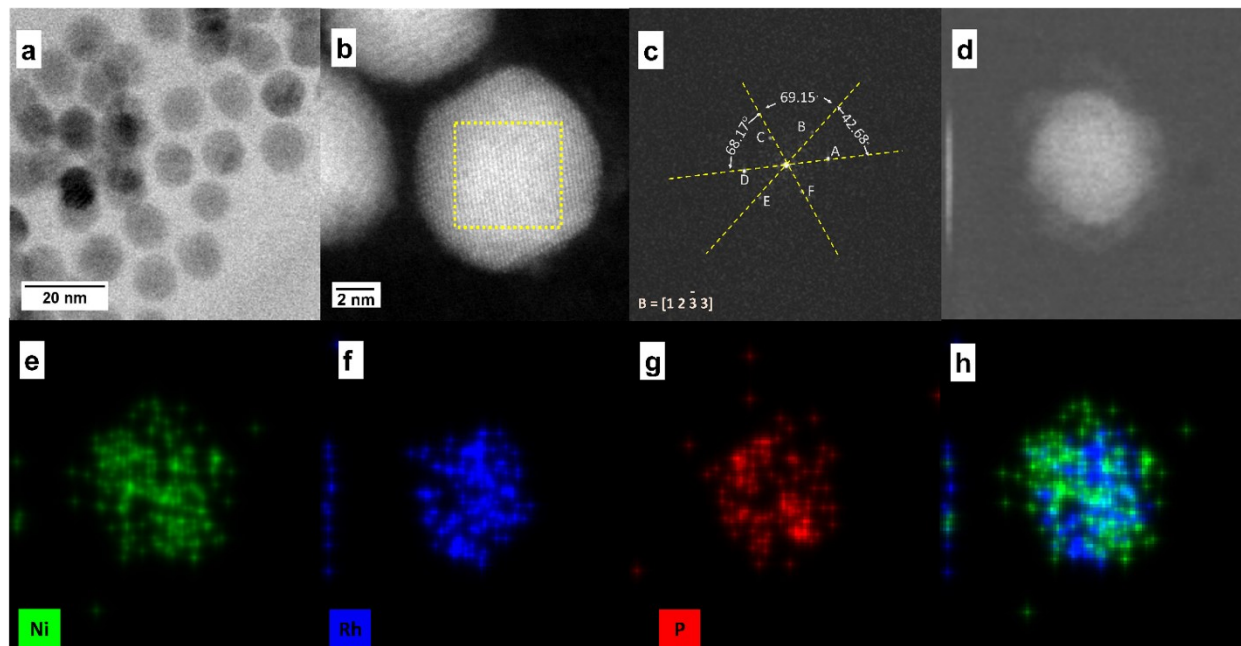 a
b
c
d
20 nm
2 nm
69.15°
68.17°
42.68
A
B
C
D
E
F
B = [1 2 3̄ 3]
e
f
g
h
Ni
Rh
P